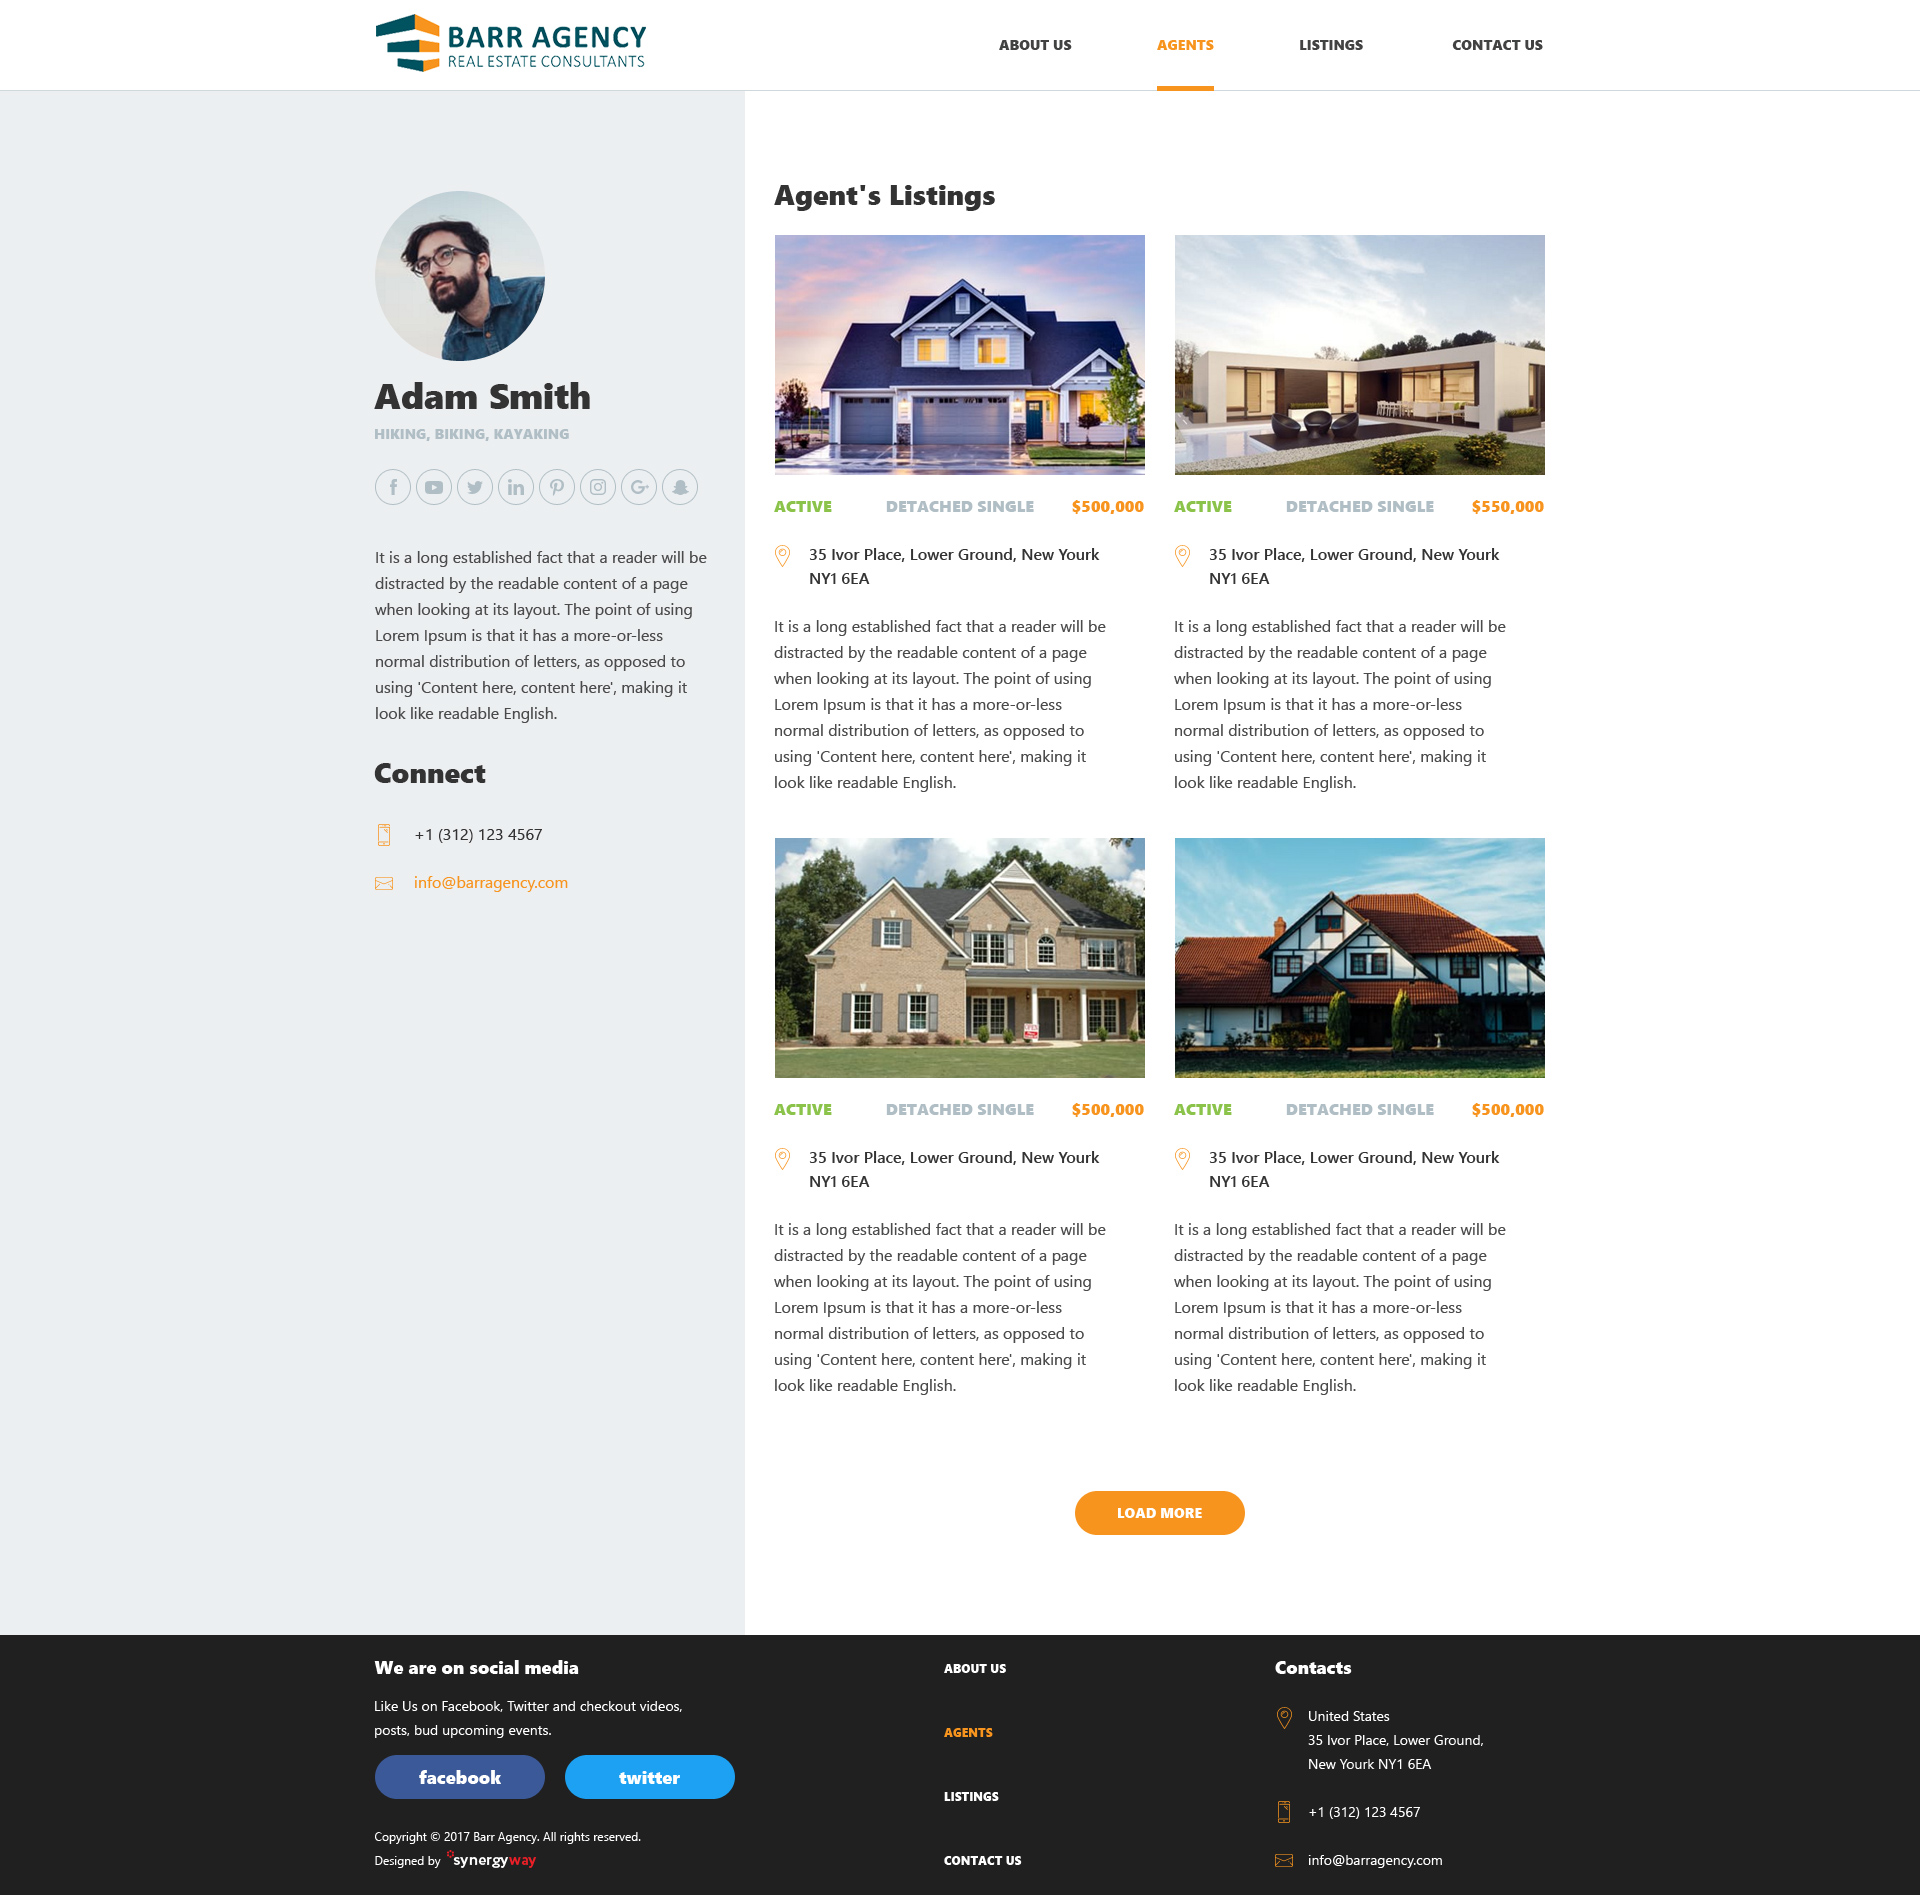 BARR AGENCY
REAL ESTATE CONSULTANTS
ABOUT US
AGENTS
LISTINGS
CONTACT US
Adam Smith
HIKING, BIKING, KAYAKING
It is a long established fact that a reader will be
distracted by the readable content of a page
when looking at its layout. The point of using
Lorem Ipsum is that it has a more-or-less
normal distribution of letters, as opposed to
using 'Content here, content here', making it
look like readable English.
Connect
+1 (312) 123 4567
info@barragency.com
Agent's Listings
ACTIVE DETACHED SINGLE $500,000
35 Ivor Place, Lower Ground, New Yourk
NY1 6EA
It is a long established fact that a reader will be
distracted by the readable content of a page
when looking at its layout. The point of using
Lorem Ipsum is that it has a more-or-less
normal distribution of letters, as opposed to
using 'Content here, content here', making it
look like readable English.
ACTIVE DETACHED SINGLE $550,000
35 Ivor Place, Lower Ground, New Yourk
NY1 6EA
It is a long established fact that a reader will be
distracted by the readable content of a page
when looking at its layout. The point of using
Lorem Ipsum is that it has a more-or-less
normal distribution of letters, as opposed to
using 'Content here, content here', making it
look like readable English.
ACTIVE DETACHED SINGLE $500,000
35 Ivor Place, Lower Ground, New Yourk
NY1 6EA
It is a long established fact that a reader will be
distracted by the readable content of a page
when looking at its layout. The point of using
Lorem Ipsum is that it has a more-or-less
normal distribution of letters, as opposed to
using 'Content here, content here', making it
look like readable English.
ACTIVE DETACHED SINGLE $500,000
35 Ivor Place, Lower Ground, New Yourk
NY1 6EA
It is a long established fact that a reader will be
distracted by the readable content of a page
when looking at its layout. The point of using
Lorem Ipsum is that it has a more-or-less
normal distribution of letters, as opposed to
using 'Content here, content here', making it
look like readable English.
LOAD MORE
We are on social media
Like Us on Facebook, Twitter and checkout videos,
posts, bud upcoming events.
facebook
twitter
Copyright © 2017 Barr Agency. All rights reserved.
Designed by synergyway
ABOUT US
AGENTS
LISTINGS
CONTACT US
Contacts
United States
35 Ivor Place, Lower Ground,
New Yourk NY1 6EA
+1 (312) 123 4567
info@barragency.com